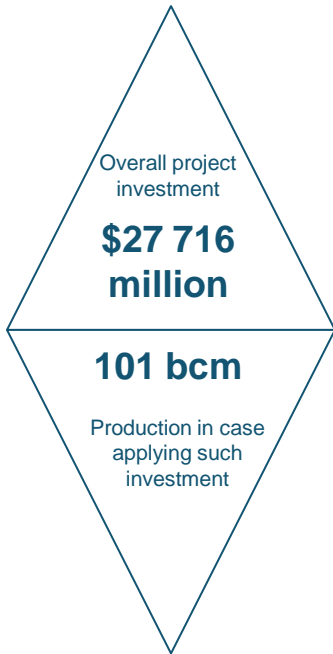 Overall project
investment
$27 716
million
101 bcm
Production in case
applying such
investment